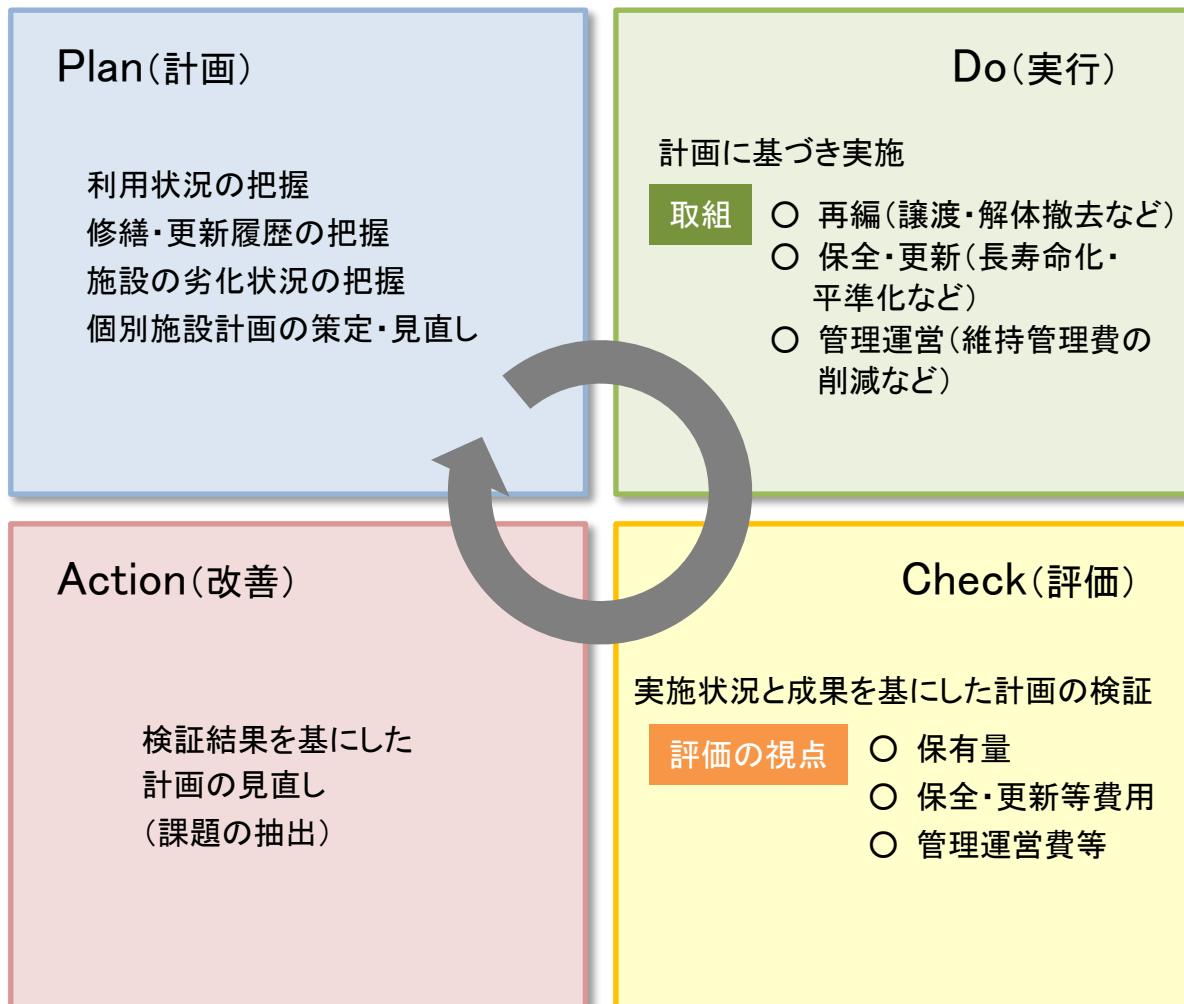 Plan（計画）
利用状況の把握
修繕・更新履歴の把握
施設の劣化状況の把握
個別施設計画の策定・見直し
Do（実行）
計画に基づき実施
取組
○ 再編（譲渡・解体撤去など）
○ 保全・更新（長寿命化・
平準化など）
○ 管理運営（維持管理費の
削減など）
Action（改善）
検証結果を基にした
計画の見直し
（課題の抽出）
Check（評価）
実施状況と成果を基にした計画の検証
評価の視点
○ 保有量
○ 保全・更新等費用
○ 管理運営費等